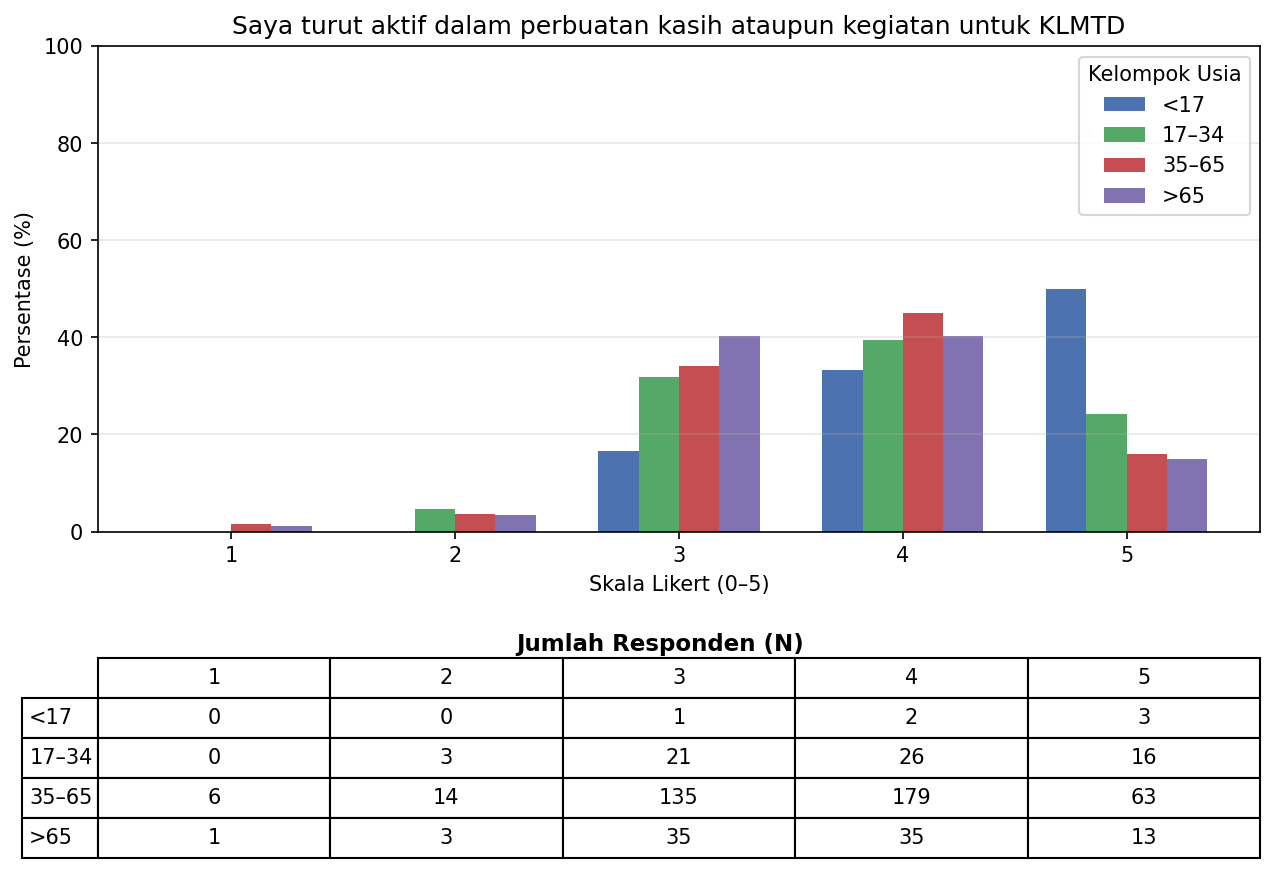 Saya turut aktif dalam perbuatan kasih ataupun kegiatan untuk KLMTD
100
80
60
40
20
0
Persentase (%)
Kelompok Usia
<17
17–34
35–65
>65
1 2 3 4 5
Skala Likert (0–5)
Jumlah Responden (N)
1 2 3 4 5
<17 0 0 1 2 3
17–34 0 3 21 26 16
35–65 6 14 135 179 63
>65 1 3 35 35 13